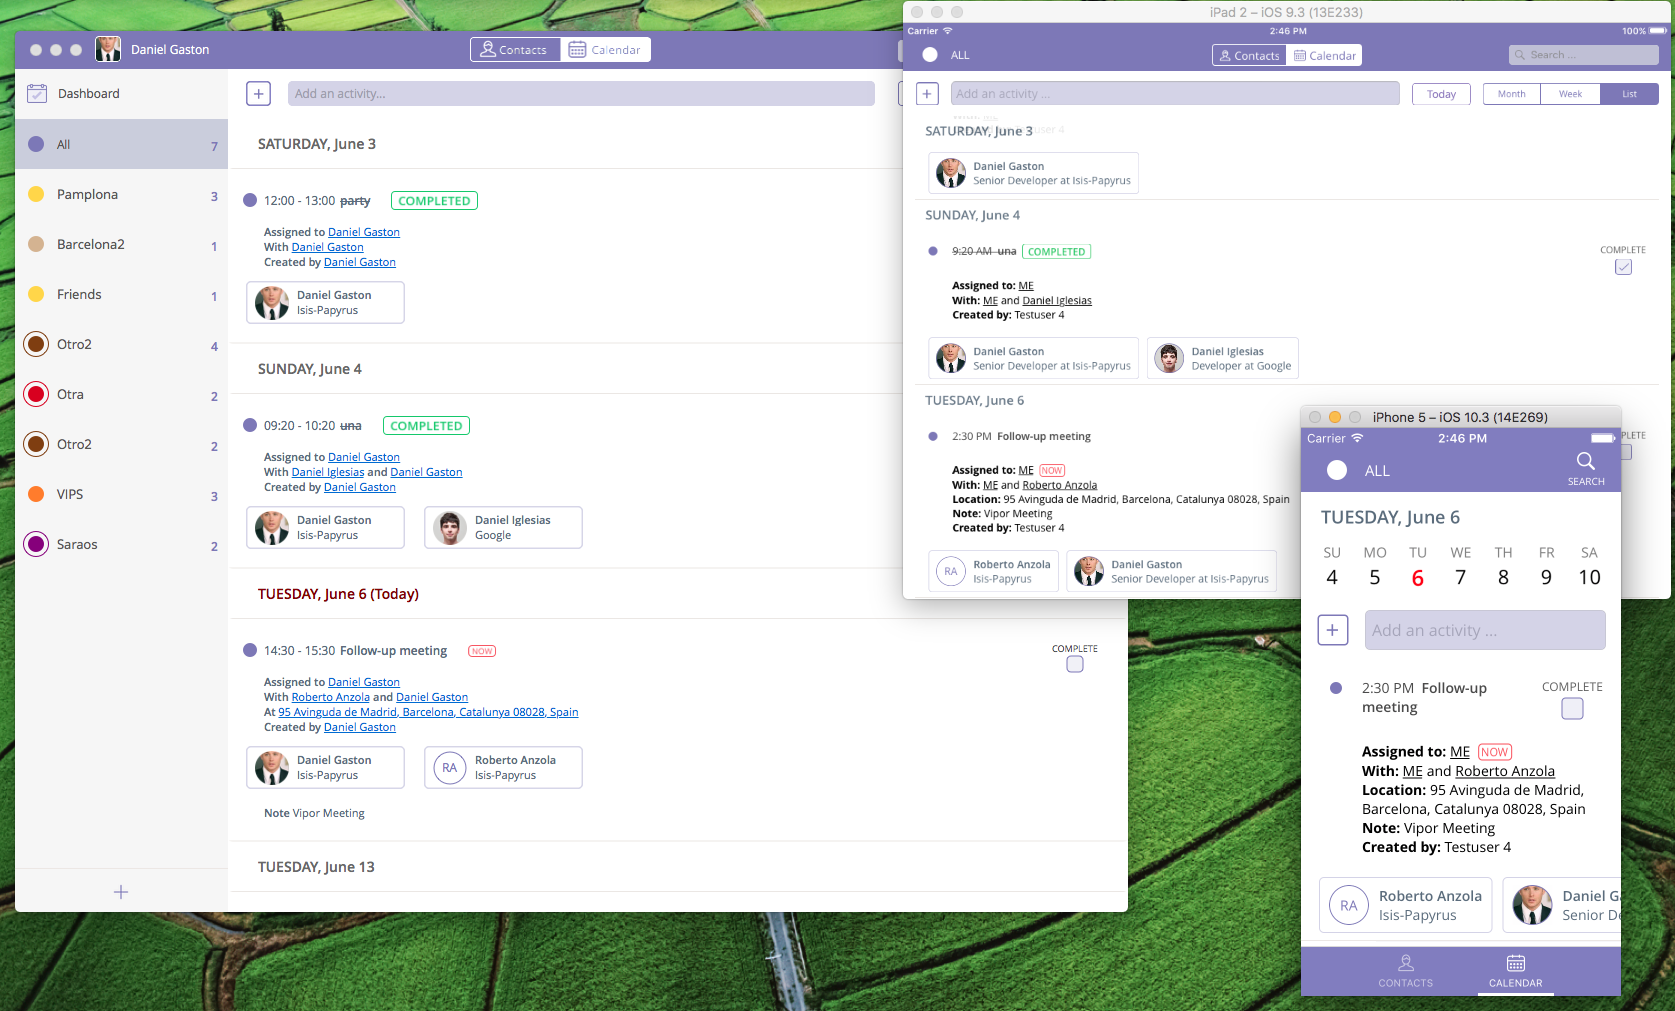 Daniel Gaston
Contacts
Calendar
Dashboard
All 7
Pamplona 3
Barcelona2 1
Friends 1
Otro2 4
Otra 2
Otro2 2
VIPS 3
Saraos 2
+
+ Add an activity...
SATURDAY, June 3
12:00 - 13:00 party COMPLETED
Assigned to Daniel Gaston
With Daniel Gaston
Created by Daniel Gaston
Daniel Gaston
Isis-Papyrus
SUNDAY, June 4
09:20 - 10:20 una COMPLETED
Assigned to Daniel Gaston
With Daniel Iglesias and Daniel Gaston
Created by Daniel Gaston
Daniel Gaston
Isis-Papyrus
Daniel Iglesias
Google
TUESDAY, June 6 (Today)
14:30 - 15:30 Follow-up meeting NOW
COMPLETE
Assigned to Daniel Gaston
With Roberto Anzola and Daniel Gaston
At 95 Avinguda de Madrid, Barcelona, Catalunya 08028, Spain
Created by Daniel Gaston
Daniel Gaston
Isis-Papyrus
RA
Roberto Anzola
Isis-Papyrus
Note Vipor Meeting
TUESDAY, June 13
iPad 2 – iOS 9.3 (13E233)
Carrier 2:46 PM 100%
ALL
Contacts
Calendar
Search ...
+ Add an activity ...
Today
Month Week List
Testuser 4
SATURDAY, June 3
Daniel Gaston
Senior Developer at Isis-Papyrus
SUNDAY, June 4
9:20 AM una COMPLETED
COMPLETE
Assigned to: ME
With: ME and Daniel Iglesias
Created by: Testuser 4
Daniel Gaston
Senior Developer at Isis-Papyrus
Daniel Iglesias
Developer at Google
TUESDAY, June 6
2:30 PM Follow-up meeting
PLETE
Assigned to: ME NOW
With: ME and Roberto Anzola
Location: 95 Avinguda de Madrid, Barcelona, Catalunya 08028, Spain
Note: Vipor Meeting
Created by: Testuser 4
RA
Roberto Anzola
Isis-Papyrus
Daniel Gaston
Senior Developer at Isis-Papyrus
iPhone 5 – iOS 10.3 (14E269)
Carrier 2:46 PM
ALL
SEARCH
TUESDAY, June 6
SU MO TU WE TH FR SA
4 5 6 7 8 9 10
+ Add an activity ...
2:30 PM Follow-up
meeting
COMPLETE
Assigned to: ME NOW
With: ME and Roberto Anzola
Location: 95 Avinguda de Madrid,
Barcelona, Catalunya 08028, Spain
Note: Vipor Meeting
Created by: Testuser 4
RA
Roberto Anzola
Isis-Papyrus
Daniel Ga
Senior De
CONTACTS
CALENDAR